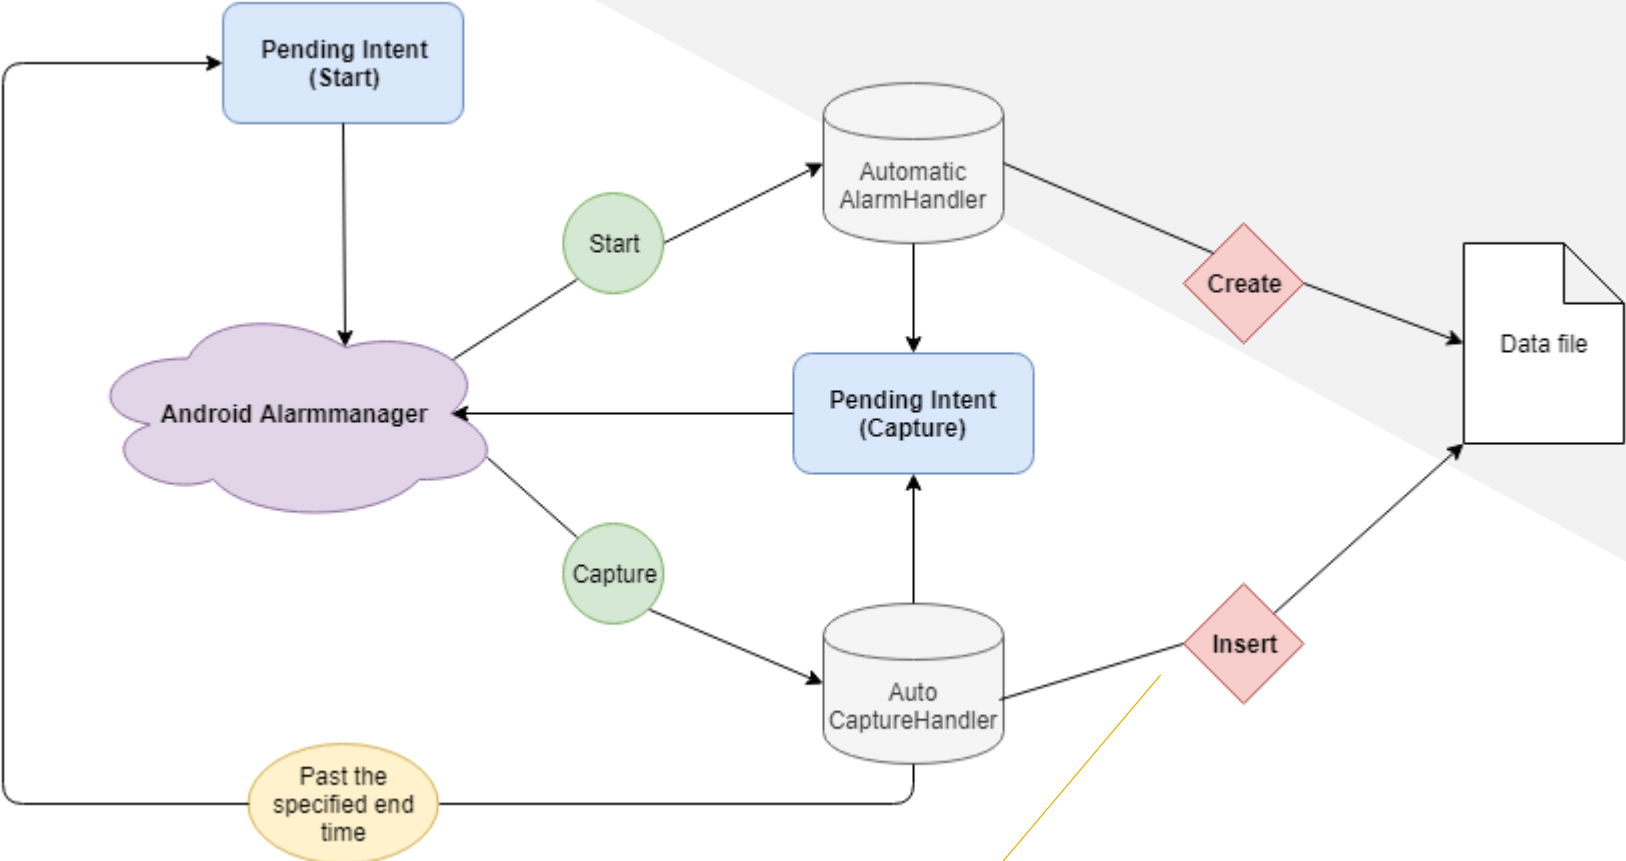 Pending Intent
(Start)
Automatic
AlarmHandler
Start
Create
Data file
Android Alarmmanager
Pending Intent
(Capture)
Capture
Insert
Auto
CaptureHandler
Past the
specified end
time